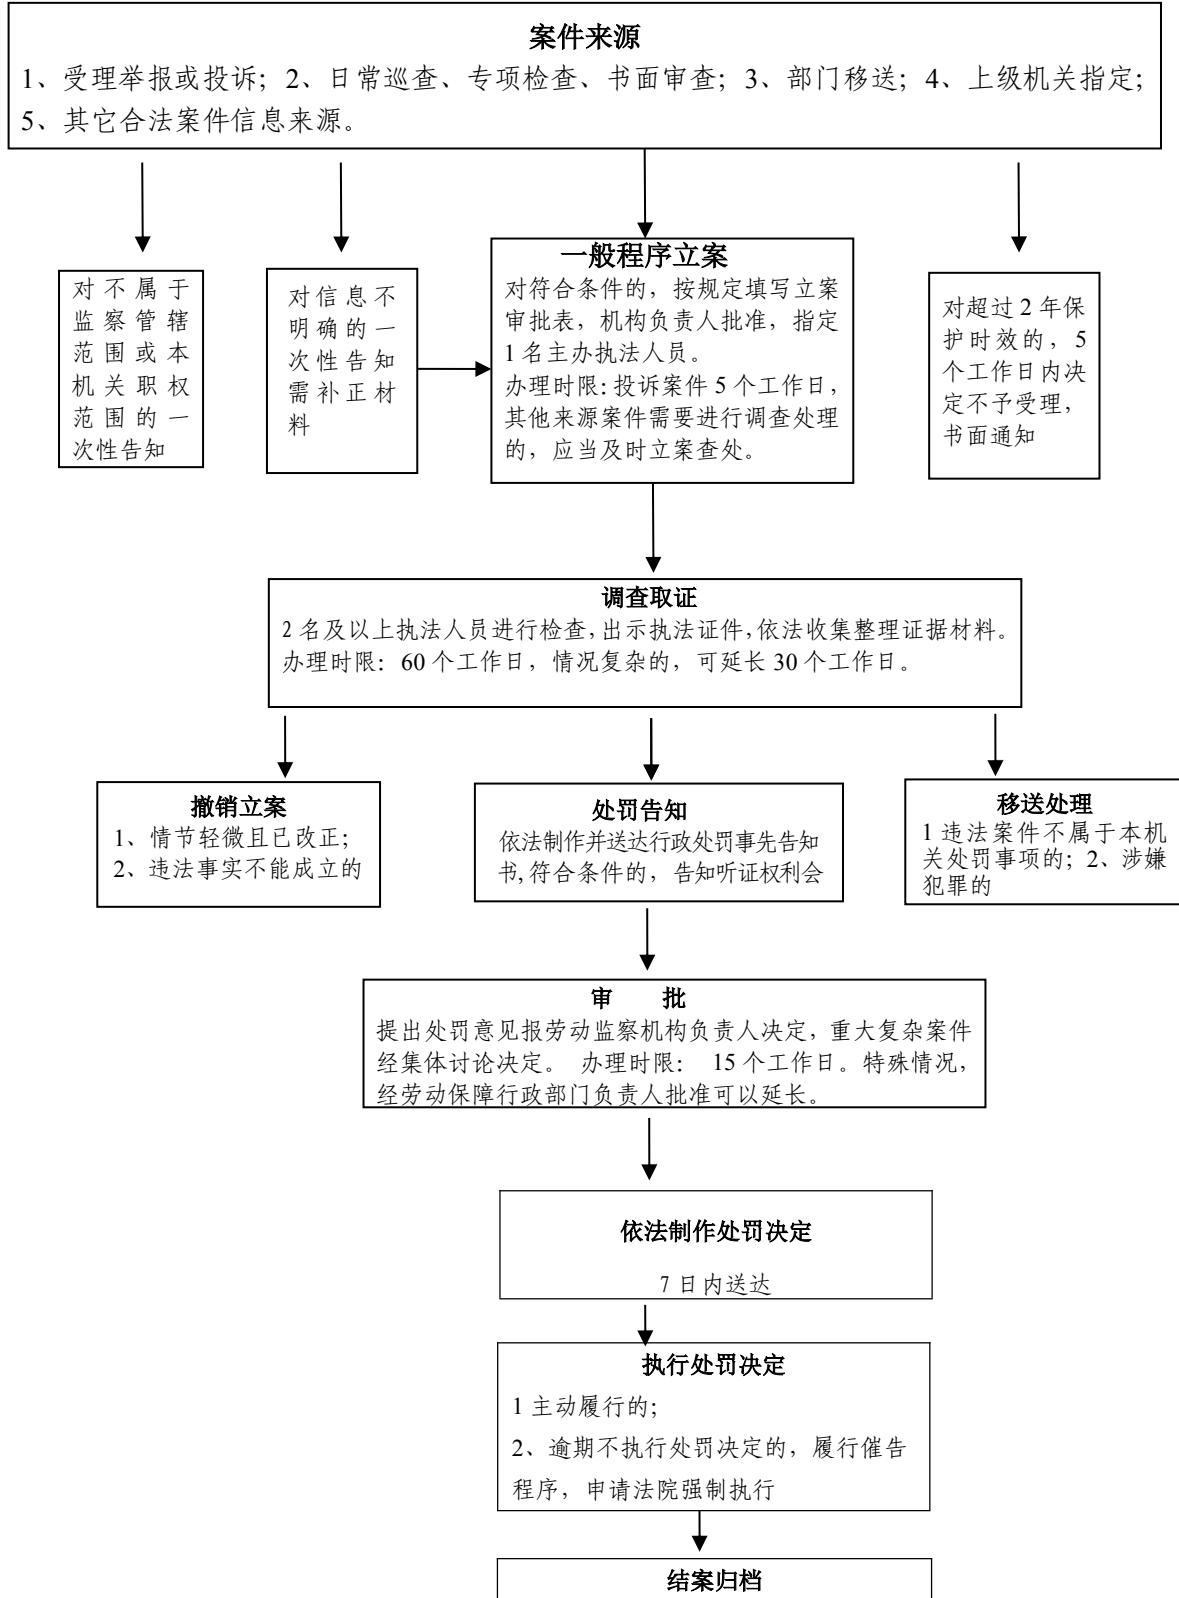 案件来源
1、受理举报或投诉；2、日常巡查、专项检查、书面审查；3、部门移送；4、上级机关指定；
5、其它合法案件信息来源。
对不属于
监察管辖
范围或本
机关职权
范围的一
次性告知
对信息不
明确的一
次性告知
需补正材
料
一般程序立案
对符合条件的，按规定填写立案
审批表，机构负责人批准，指定
1名主办执法人员。
办理时限：投诉案件 5 个工作日，
其他来源案件需要进行调查处理
的，应当及时立案查处。
对超过 2 年保
护时效的，5
个工作日内决
定不予受理，
书面通知
调查取证
2 名及以上执法人员进行检查,出示执法证件,依法收集整理证据材料。
办理时限：60 个工作日，情况复杂的，可延长 30 个工作日。
撤销立案
1、情节轻微且已改正；
2、违法事实不能成立的
处罚告知
依法制作并送达行政处罚事先告知
书,符合条件的，告知听证权利会
移送处理
1 违法案件不属于本机
关处罚事项的；2、涉嫌
犯罪的
审 批
提出处罚意见报劳动监察机构负责人决定，重大复杂案件
经集体讨论决定。 办理时限： 15 个工作日。特殊情况，
经劳动保障行政部门负责人批准可以延长。
依法制作处罚决定
7 日内送达
执行处罚决定
1 主动履行的；
2、逾期不执行处罚决定的，履行催告
程序，申请法院强制执行
结案归档